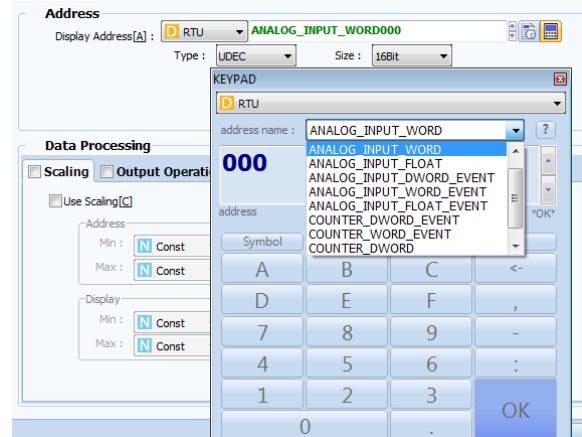 Address
Display Address[A] : D RTU ANALOG_INPUT_WORD000
Type : UDEC Size : 16Bit
KEYPAD
D RTU
address name : ANALOG_INPUT_WORD ?
ANALOG_INPUT_WORD
ANALOG_INPUT_FLOAT
ANALOG_INPUT_DWORD_EVENT
ANALOG_INPUT_WORD_EVENT
ANALOG_INPUT_FLOAT_EVENT
COUNTER_DWORD_EVENT
COUNTER_WORD_EVENT
COUNTER_DWORD
000
address *OK*
Symbol
A B C <-
D E F ,
7 8 9 -
4 5 6 :
1 2 3
OK
0 .
Data Processing
Scaling Output Operati
Use Scaling[C]
Address
Min : N Const
Max : N Const
Display
Min : N Const
Max : N Const